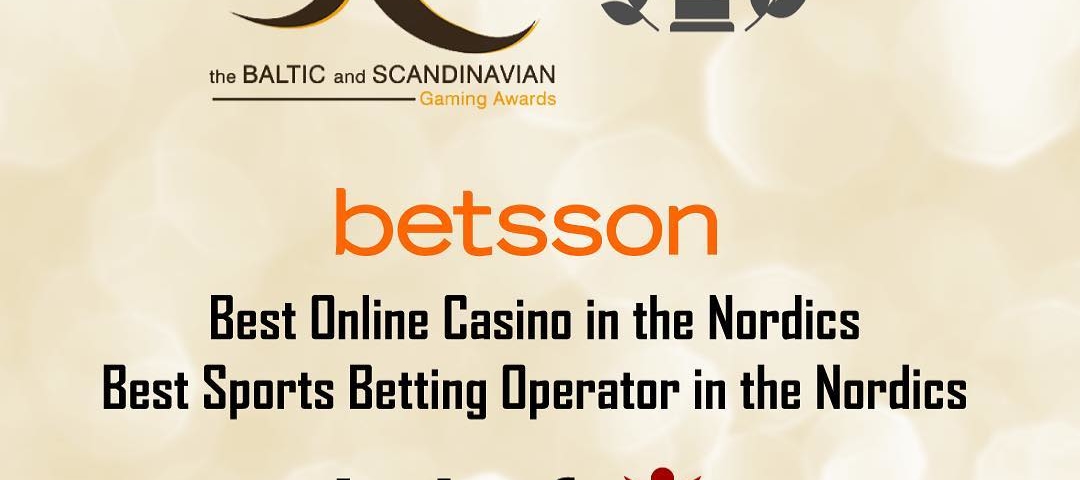 the BALTIC and SCANDINAVIAN
Gaming Awards
betsson
Best Online Casino in the Nordics
Best Sports Betting Operator in the Nordics